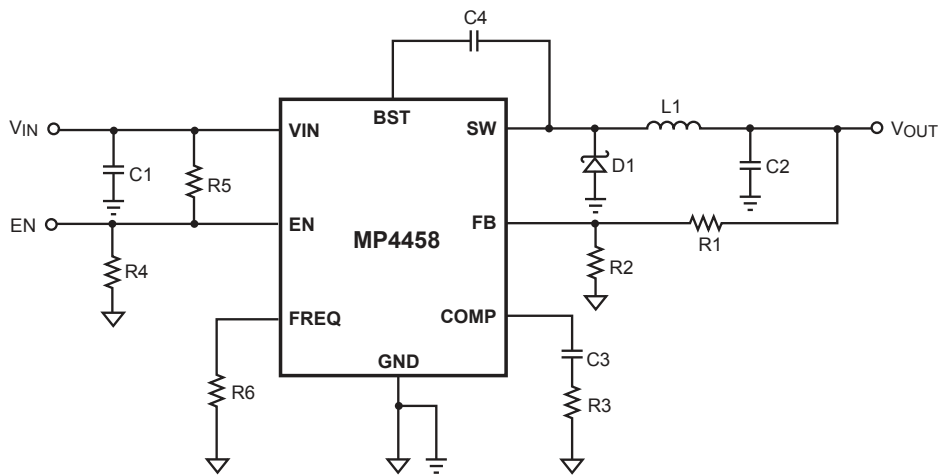 C4
L1
VIN
VIN
BST
SW
VOUT
C1
R5
D1
C2
EN
EN
MP4458
FB
R1
R4
R2
FREQ
COMP
GND
C3
R6
R3